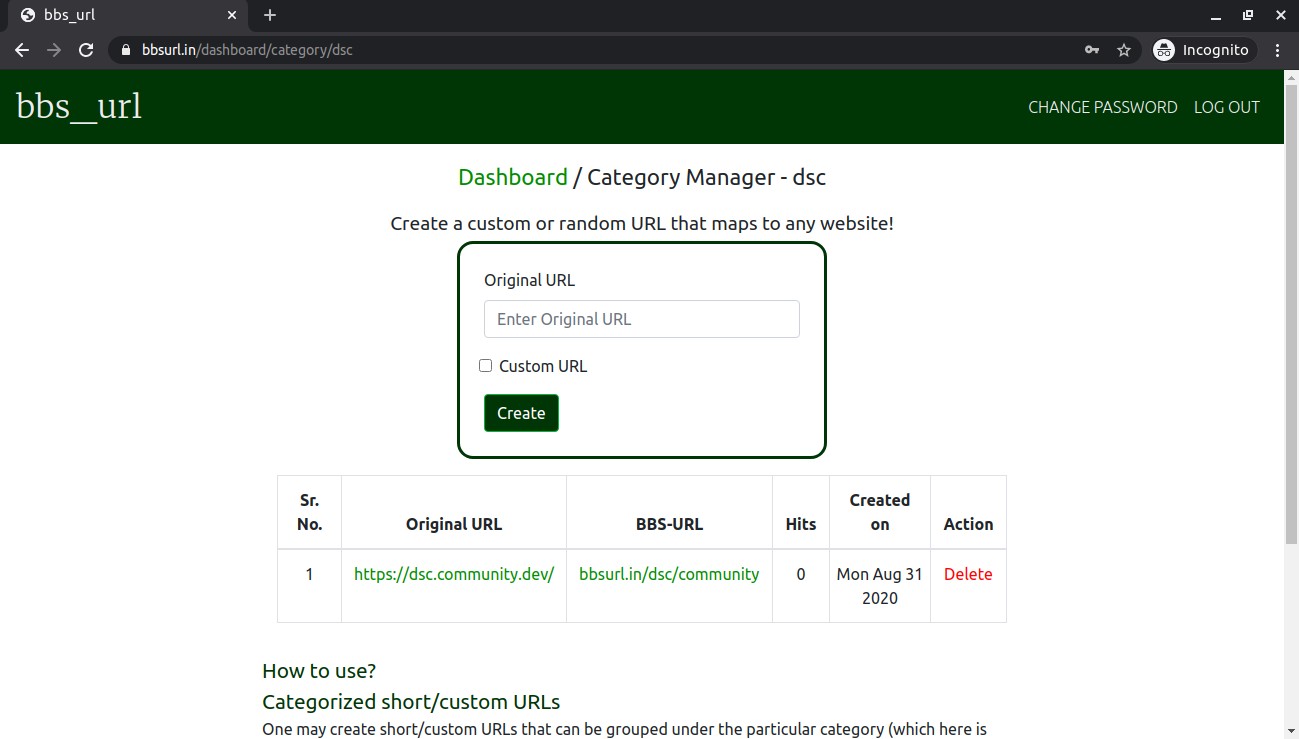 bbs_url
bbsurl.in/dashboard/category/dsc
Incognito
bbs_url
CHANGE PASSWORD LOG OUT
Dashboard / Category Manager - dsc
Create a custom or random URL that maps to any website!
Original URL
Enter Original URL
Custom URL
Create
Sr. No. Original URL BBS-URL Hits Created on Action
1 https://dsc.community.dev/ bbsurl.in/dsc/community 0 Mon Aug 31 2020 Delete
How to use?
Categorized short/custom URLs
One may create short/custom URLs that can be grouped under the particular category (which here is